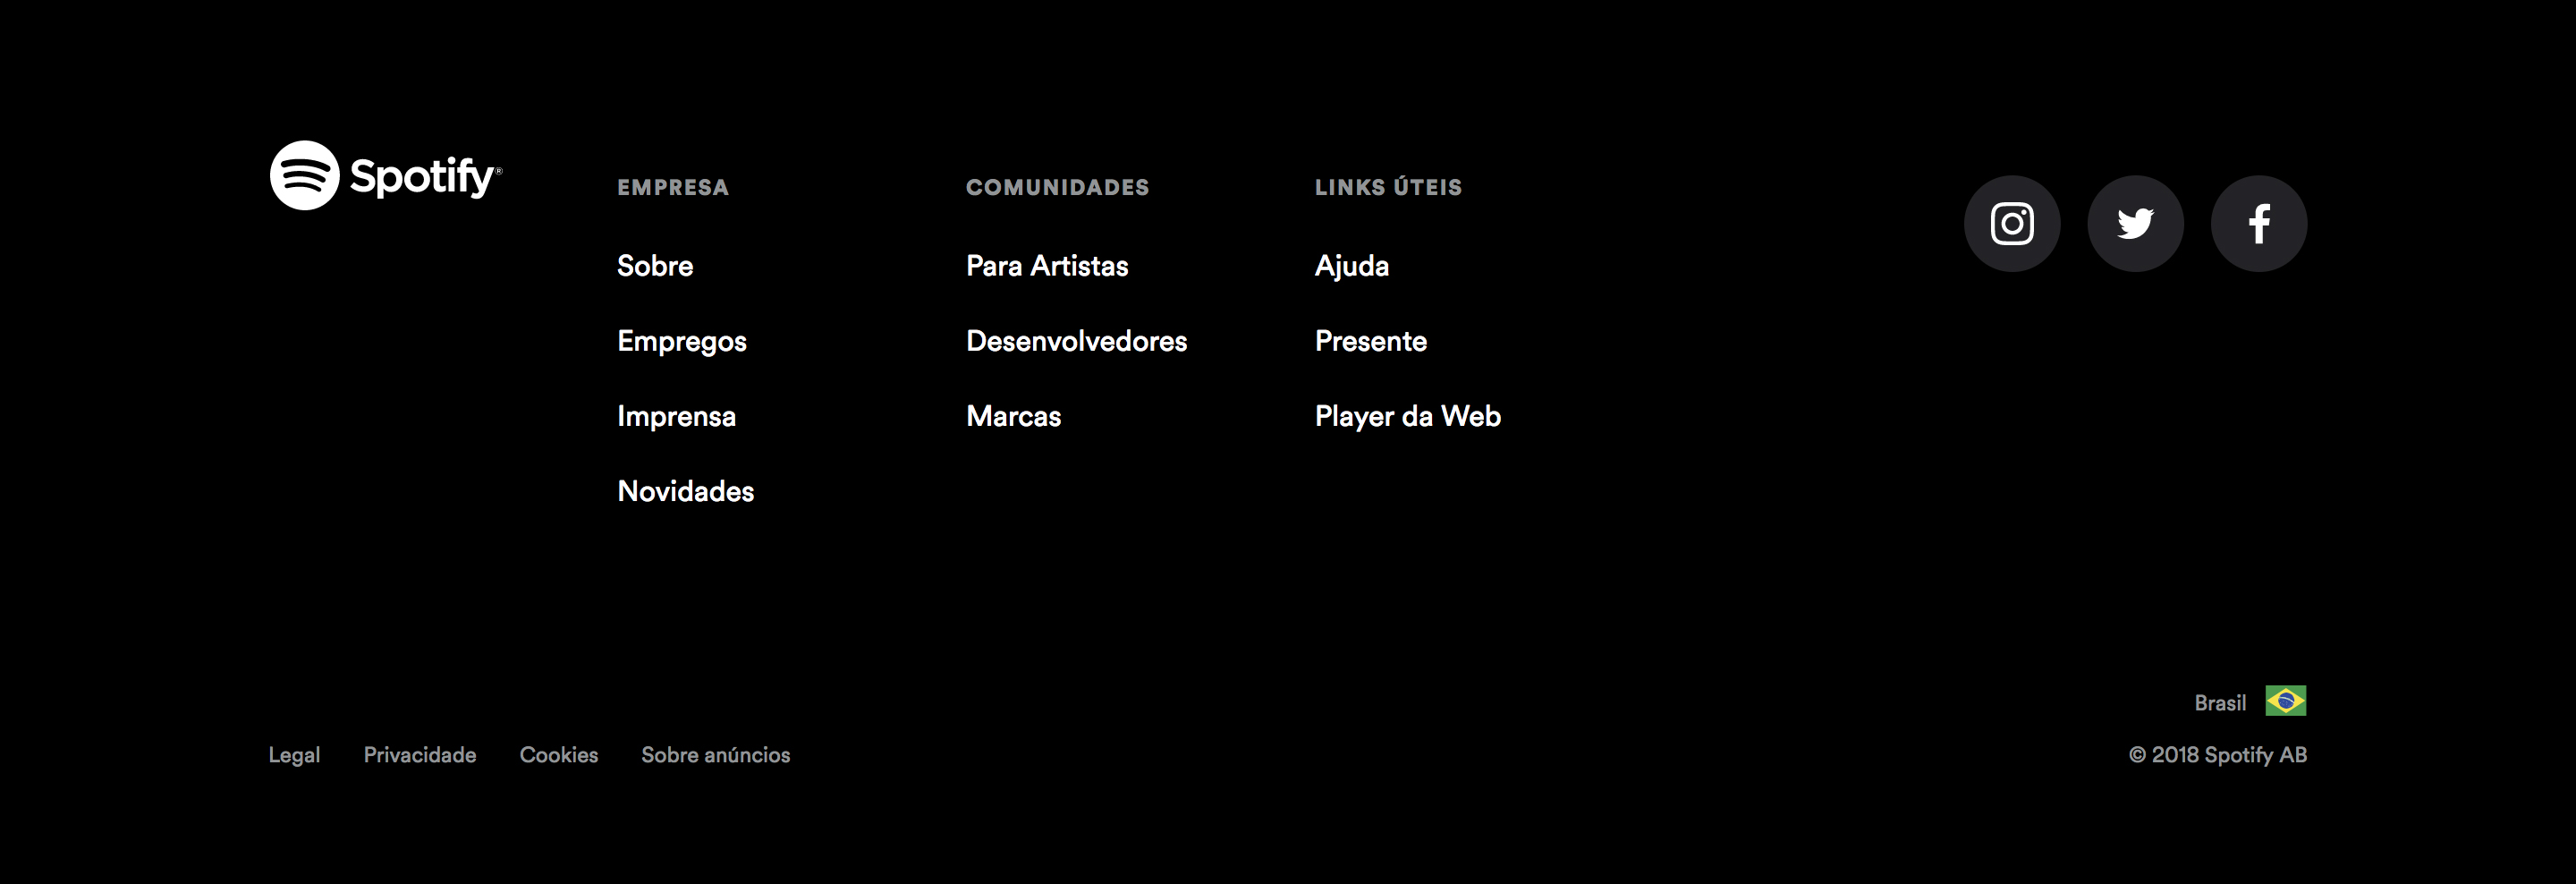 Spotify®
EMPRESA
Sobre
Empregos
Imprensa
Novidades
COMUNIDADES
Para Artistas
Desenvolvedores
Marcas
LINKS ÚTEIS
Ajuda
Presente
Player da Web
Brasil
Legal Privacidade Cookies Sobre anúncios
© 2018 Spotify AB